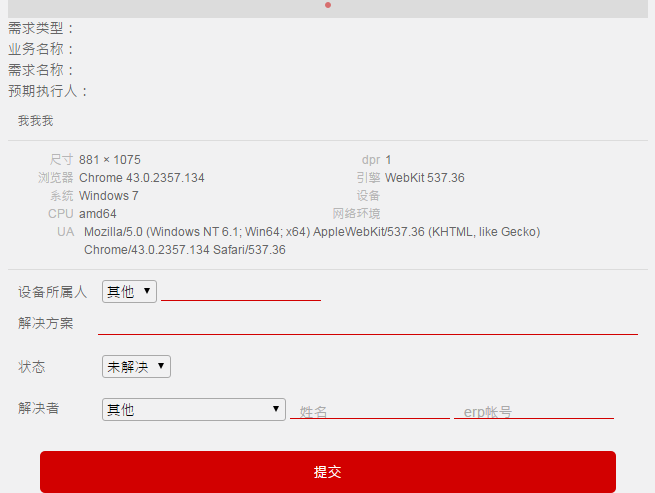 需求类型：
业务名称：
需求名称：
预期执行人：
我我我
尺寸 881 × 1075 dpr 1
浏览器 Chrome 43.0.2357.134 引擎 WebKit 537.36
系统 Windows 7 设备
CPU amd64 网络环境
UA Mozilla/5.0 (Windows NT 6.1; Win64; x64) AppleWebKit/537.36 (KHTML, like Gecko)
Chrome/43.0.2357.134 Safari/537.36
设备所属人 其他
解决方案
状态 未解决
解决者 其他 姓名 erp帐号
提交